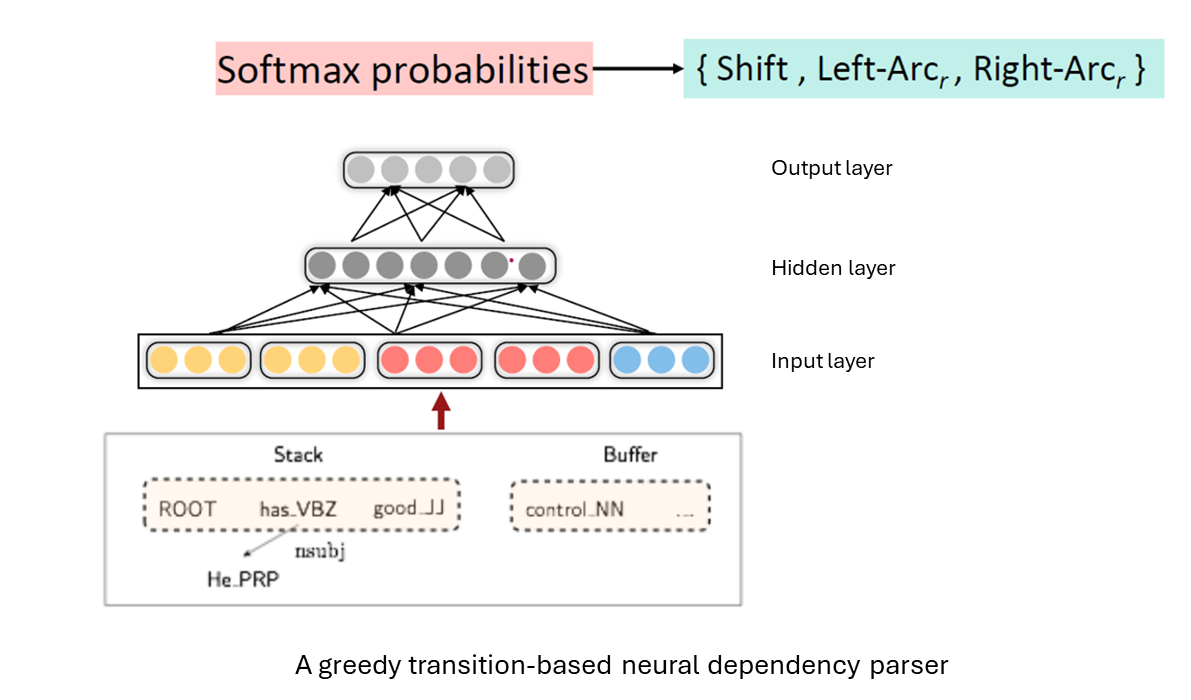 Softmax probabilities
{ Shift , Left-Arcr , Right-Arcr }
Output layer
Hidden layer
Input layer
Stack
Buffer
ROOT has_VBZ good_JJ
control_NN ...
nsubj
He_PRP
A greedy transition-based neural dependency parser